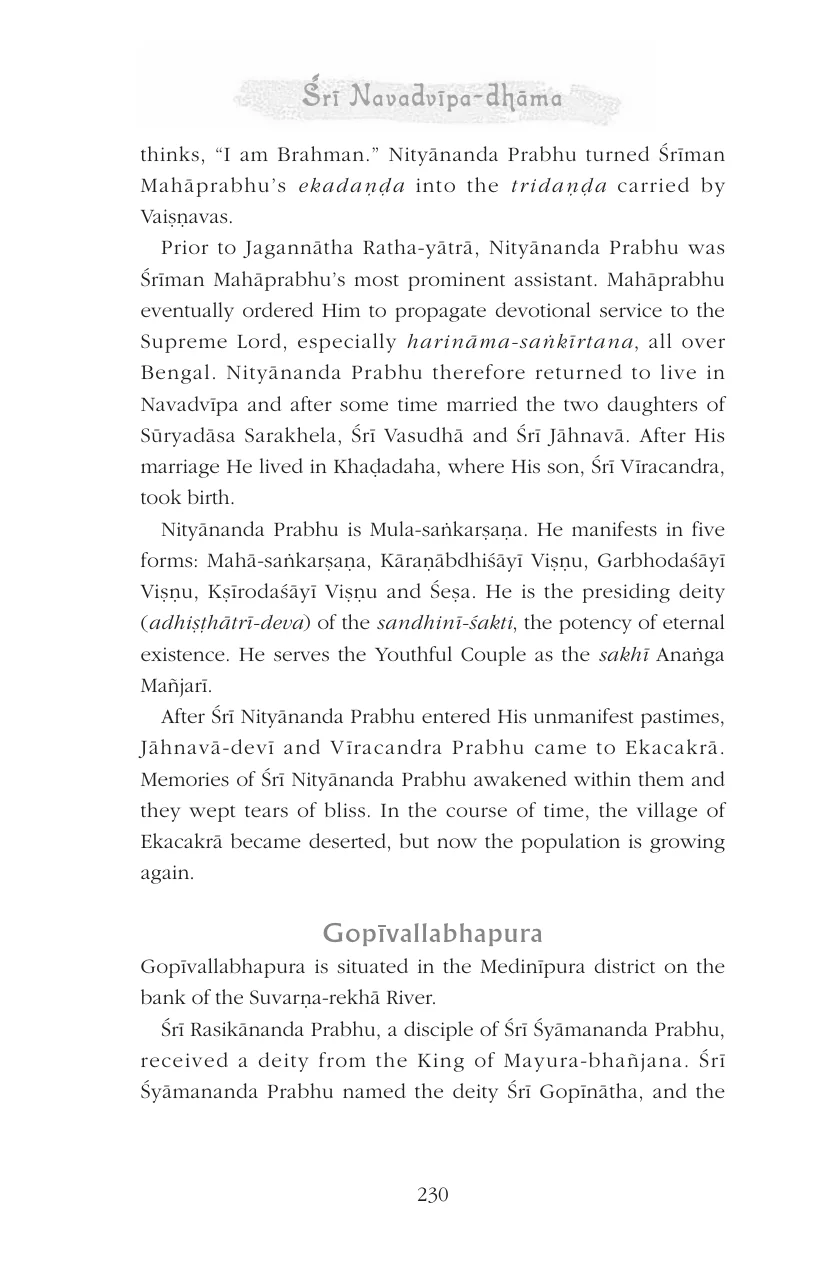 Śrī Navadvīpa-dhāma
thinks, “I am Brahman.” Nityānanda Prabhu turned Śrīman
Mahāprabhu’s ekadaṇḍa into the tridaṇḍa carried by
Vaiṣṇavas.
Prior to Jagannātha Ratha-yātrā, Nityānanda Prabhu was
Śrīman Mahāprabhu’s most prominent assistant. Mahāprabhu
eventually ordered Him to propagate devotional service to the
Supreme Lord, especially harināma-saṅkīrtana, all over
Bengal. Nityānanda Prabhu therefore returned to live in
Navadvīpa and after some time married the two daughters of
Sūryadāsa Sarakhela, Śrī Vasudhā and Śrī Jāhnavā. After His
marriage He lived in Khaḍadaha, where His son, Śrī Vīracandra,
took birth.
Nityānanda Prabhu is Mula-saṅkarṣaṇa. He manifests in five
forms: Mahā-saṅkarṣaṇa, Kāraṇābdhiśāyī Viṣṇu, Garbhodaśāyī
Viṣṇu, Kṣīrodaśāyī Viṣṇu and Śeṣa. He is the presiding deity
(adhiṣṭhātrī-deva) of the sandhinī-śakti, the potency of eternal
existence. He serves the Youthful Couple as the sakhī Anaṅga
Mañjarī.
After Śrī Nityānanda Prabhu entered His unmanifest pastimes,
Jāhnavā-devī and Vīracandra Prabhu came to Ekacakrā.
Memories of Śrī Nityānanda Prabhu awakened within them and
they wept tears of bliss. In the course of time, the village of
Ekacakrā became deserted, but now the population is growing
again.
Gopīvallabhapura
Gopīvallabhapura is situated in the Medinīpura district on the
bank of the Suvarṇa-rekhā River.
Śrī Rasikānanda Prabhu, a disciple of Śrī Śyāmananda Prabhu,
received a deity from the King of Mayura-bhañjana. Śrī
Śyāmananda Prabhu named the deity Śrī Gopīnātha, and the
230